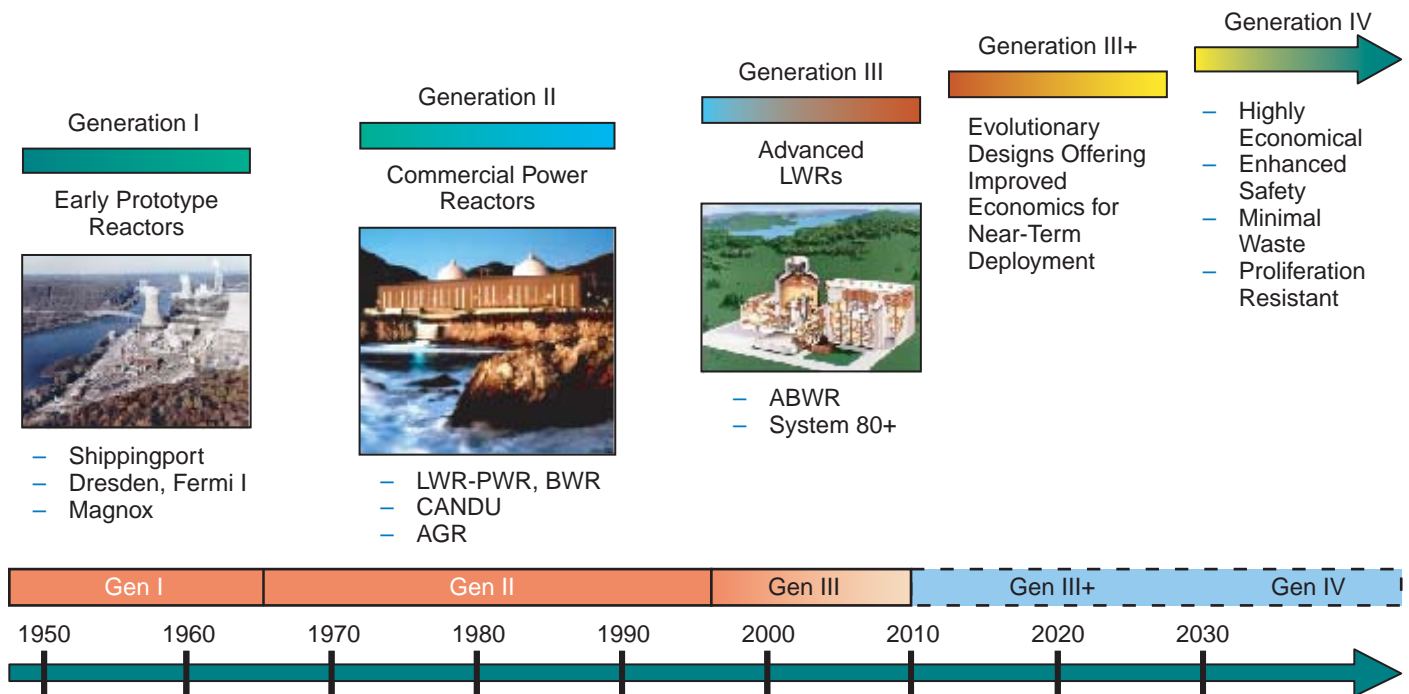 Generation I
Early Prototype
Reactors
– Shippingport
– Dresden, Fermi I
– Magnox
Generation II
Commercial Power
Reactors
– LWR-PWR, BWR
– CANDU
– AGR
Generation III
Advanced
LWRs
– ABWR
– System 80+
Generation III+
Evolutionary
Designs Offering
Improved
Economics for
Near-Term
Deployment
Generation IV
– Highly
Economical
– Enhanced
Safety
– Minimal
Waste
– Proliferation
Resistant
Gen I Gen II Gen III Gen III+ Gen IV
1950 1960 1970 1980 1990 2000 2010 2020 2030